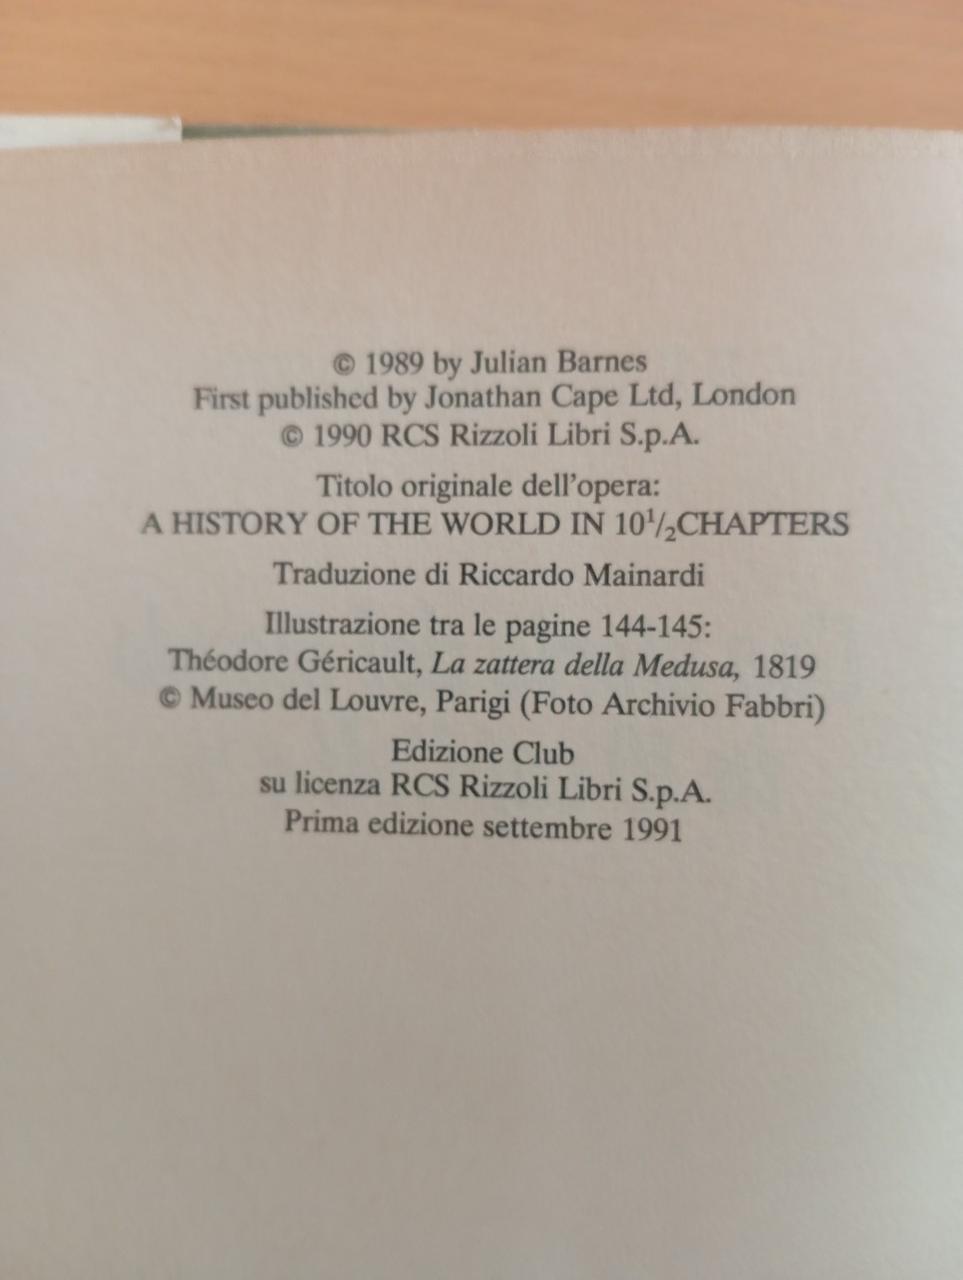 © 1989 by Julian Barnes
First published by Jonathan Cape Ltd, London
© 1990 RCS Rizzoli Libri S.p.A.
Titolo originale dell'opera:
A HISTORY OF THE WORLD IN 10¹/₂CHAPTERS
Traduzione di Riccardo Mainardi
Illustrazione tra le pagine 144-145:
Théodore Géricault, La zattera della Medusa, 1819
© Museo del Louvre, Parigi (Foto Archivio Fabbri)
Edizione Club
su licenza RCS Rizzoli Libri S.p.A.
Prima edizione settembre 1991